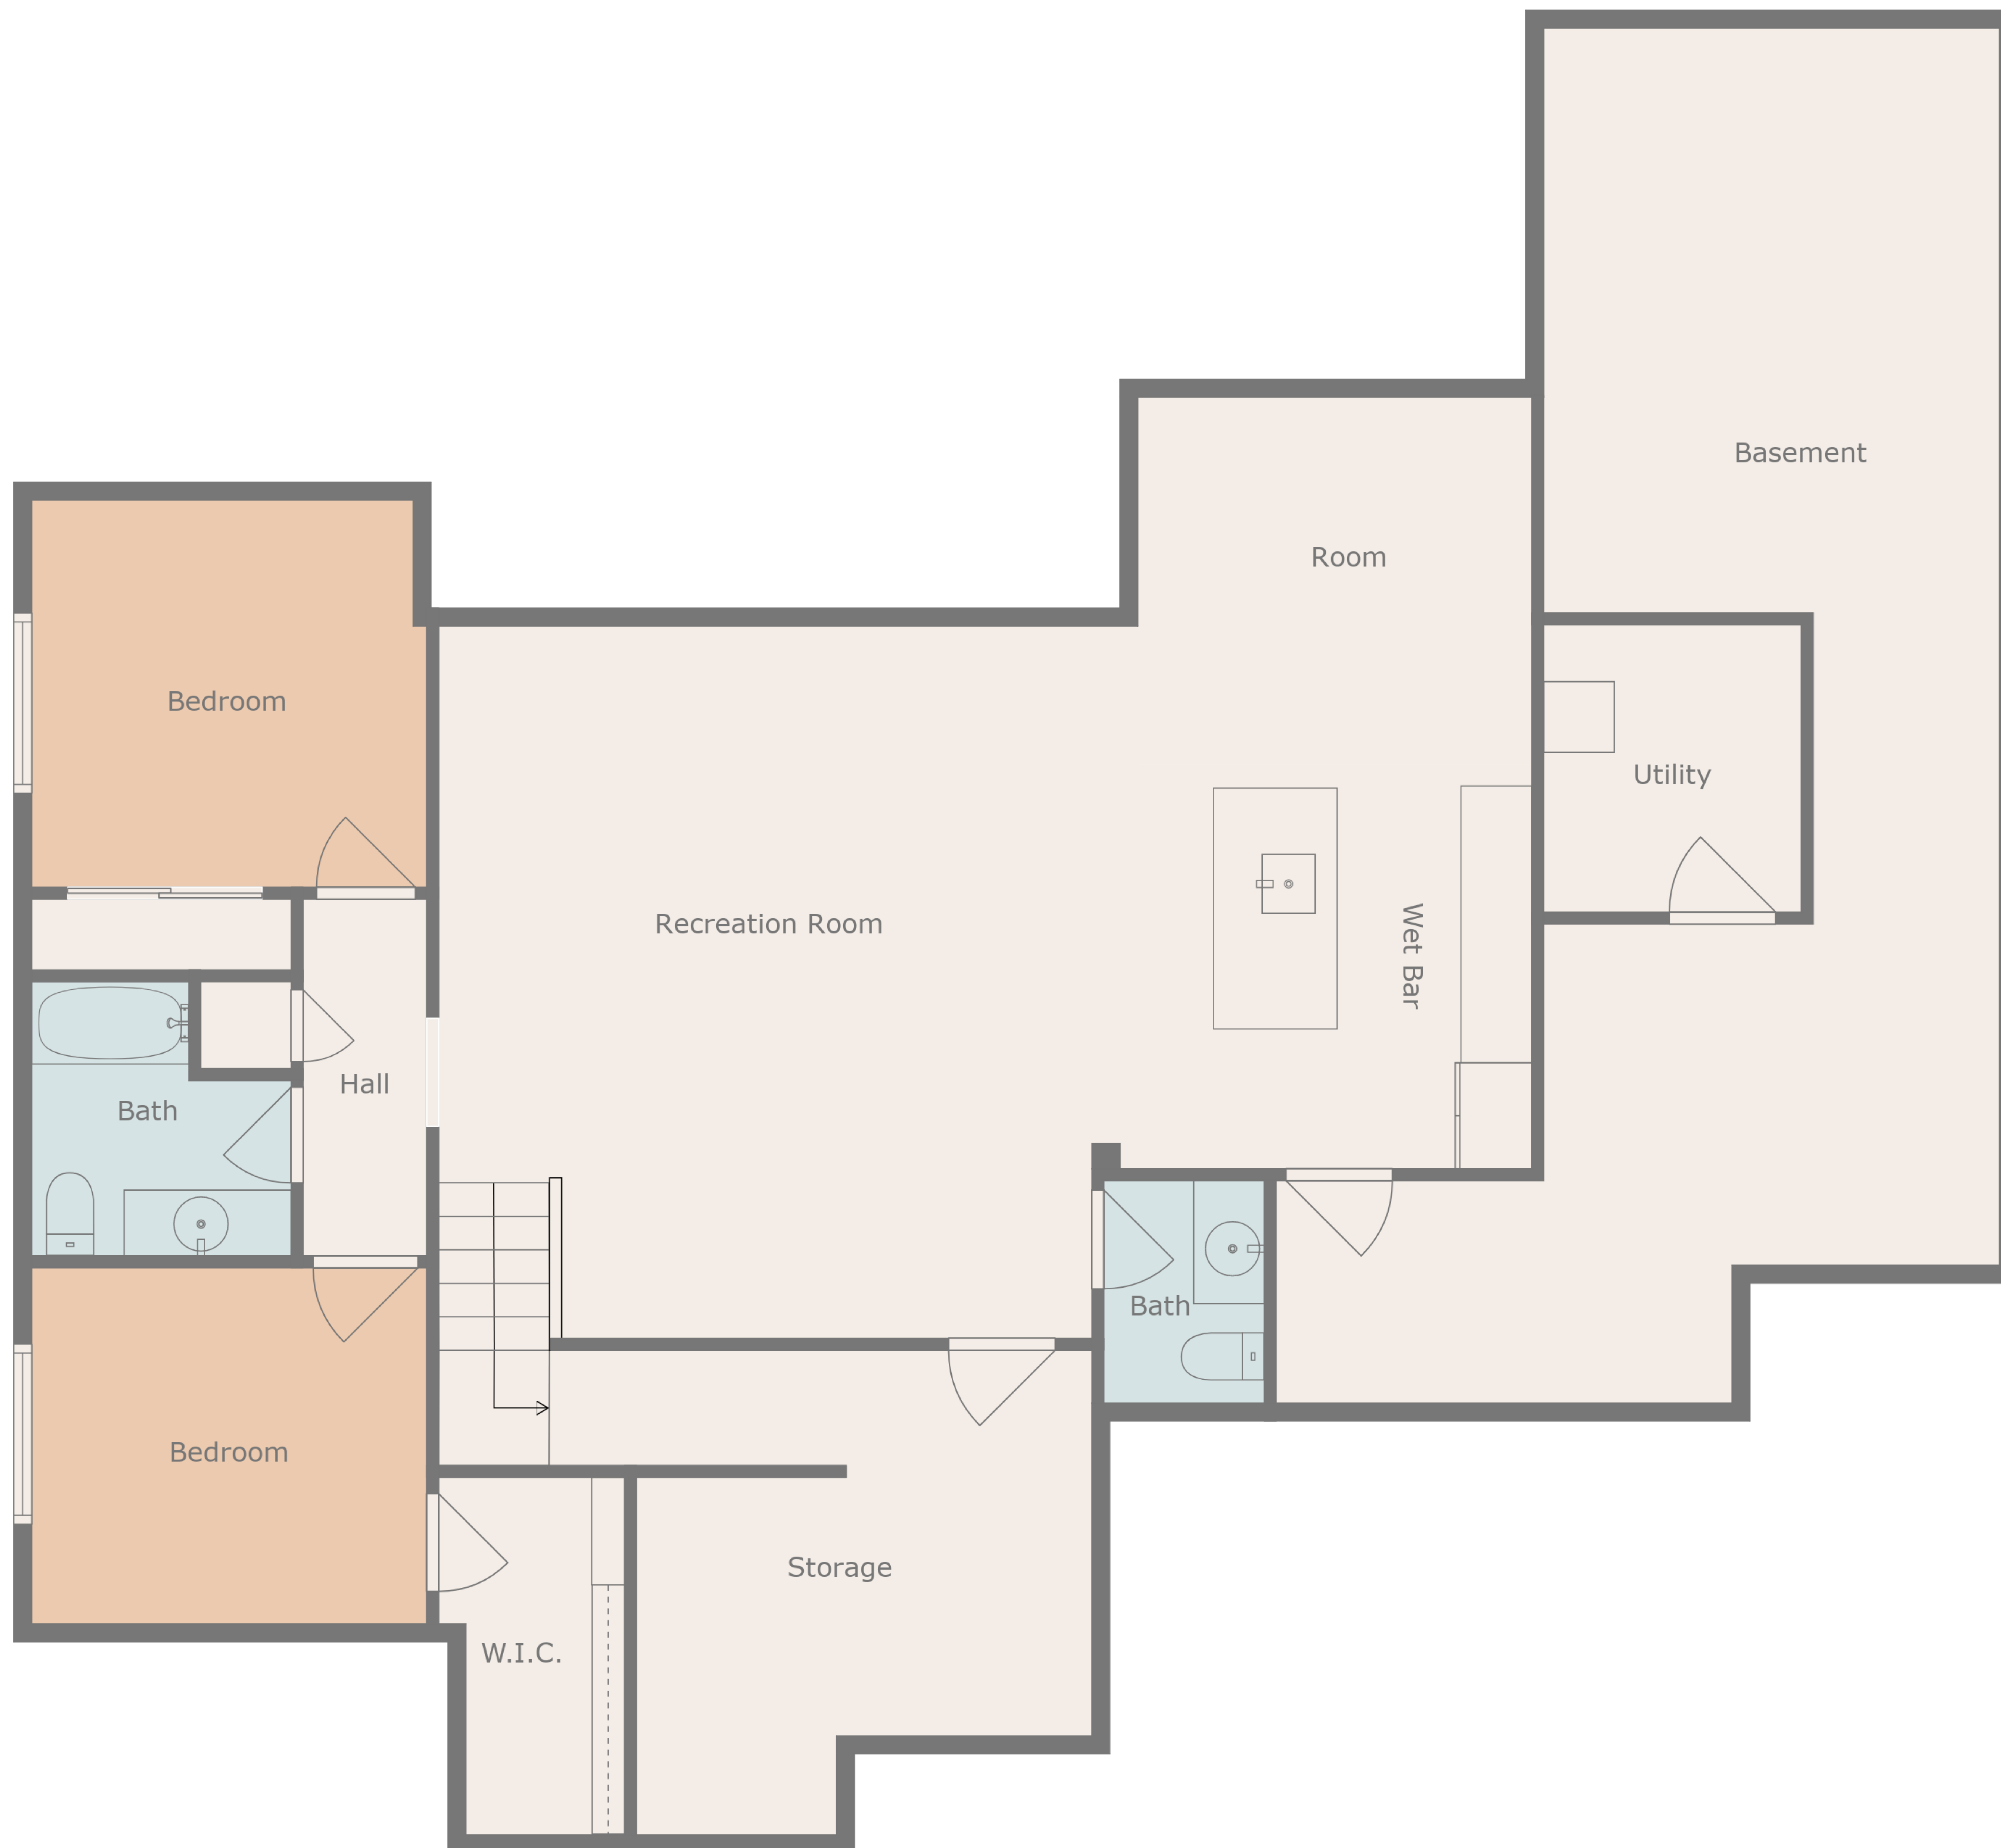 Basement
Room
Bedroom
Utility
Recreation Room
Wet Bar
Hall
Bath
Bath
Bedroom
Storage
W.I.C.